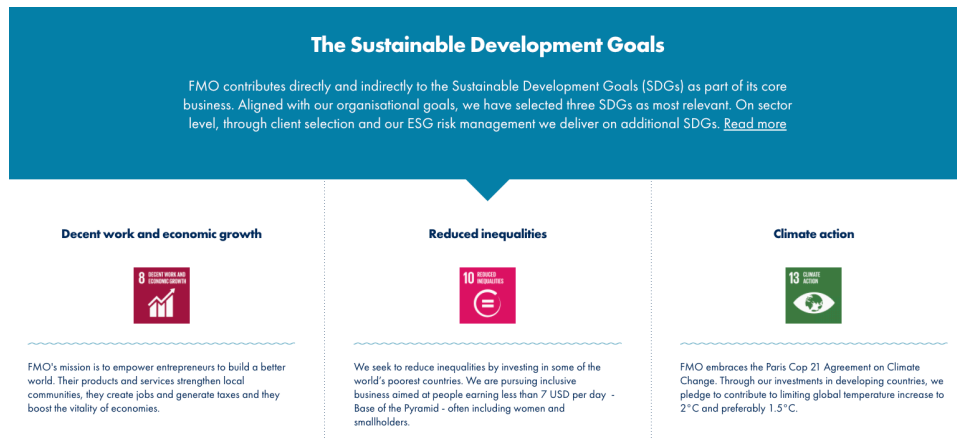 The Sustainable Development Goals
FMO contributes directly and indirectly to the Sustainable Development Goals (SDGs) as part of its core
business. Aligned with our organisational goals, we have selected three SDGs as most relevant. On sector
level, through client selection and our ESG risk management we deliver on additional SDGs. Read more
Decent work and economic growth
8 DECENT WORK AND
ECONOMIC GROWTH
FMO's mission is to empower entrepreneurs to build a better
world. Their products and services strengthen local
communities, they create jobs and generate taxes and they
boost the vitality of economies.
Reduced inequalities
10 REDUCED
INEQUALITIES
We seek to reduce inequalities by investing in some of the
world's poorest countries. We are pursuing inclusive
business aimed at people earning less than 7 USD per day -
Base of the Pyramid - often including women and
smallholders.
Climate action
13 CLIMATE
ACTION
FMO embraces the Paris Cop 21 Agreement on Climate
Change. Through our investments in developing countries, we
pledge to contribute to limiting global temperature increase to
2°C and preferably 1.5°C.